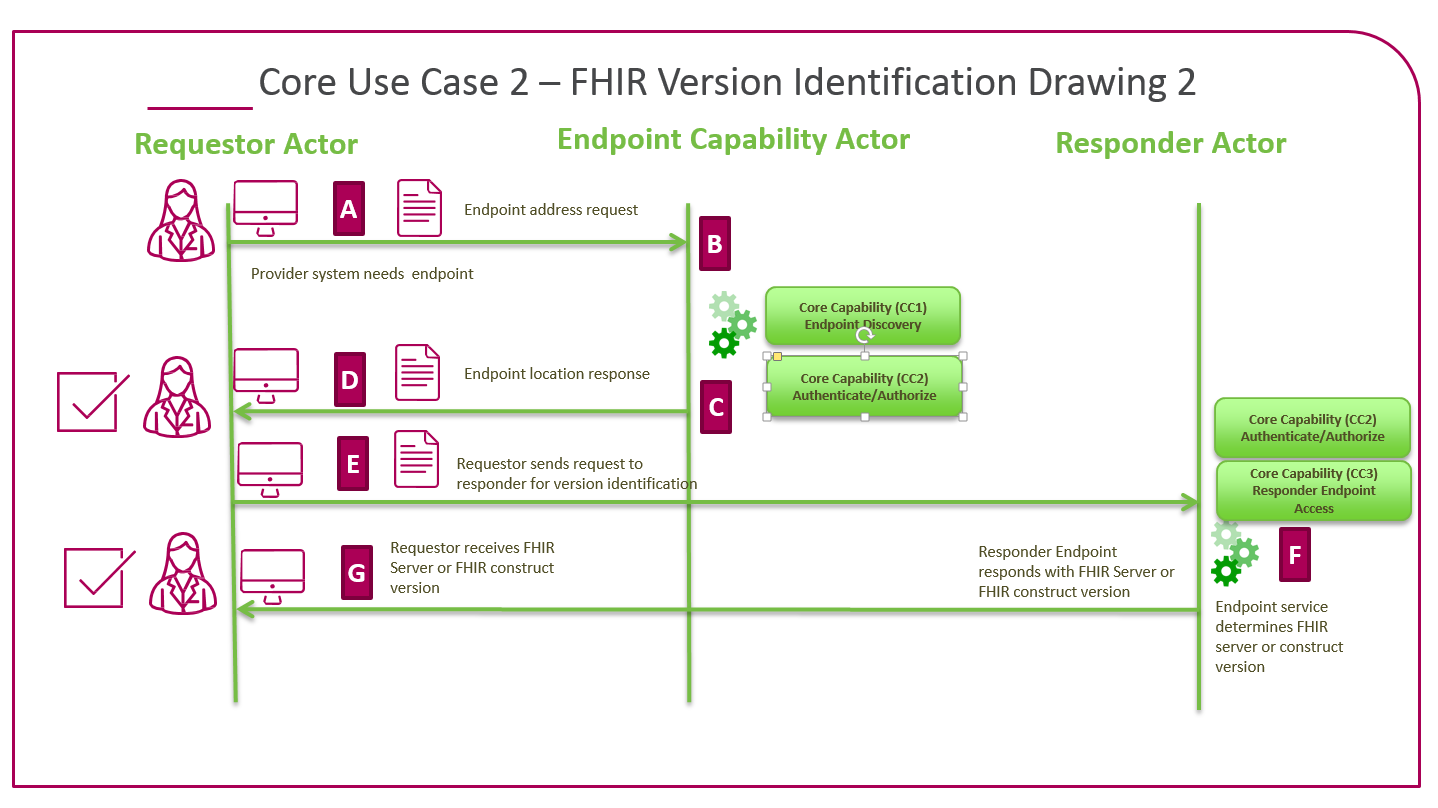 Core Use Case 2 – FHIR Version Identification Drawing 2
Requestor Actor
Endpoint Capability Actor
Responder Actor
A
Endpoint address request
B
Provider system needs  endpoint
Core Capability (CC1)
Endpoint Discovery
D
Endpoint location response
Core Capability (CC2)
Authenticate/Authorize
C
E
Requestor sends request to
responder for version identification
Core Capability (CC2)
Authenticate/Authorize
Core Capability (CC3)
Responder Endpoint
Access
G
Requestor receives FHIR
Server or FHIR construct
version
Responder Endpoint
responds with FHIR Server or
FHIR construct version
F
Endpoint service
determines FHIR
server or construct
version